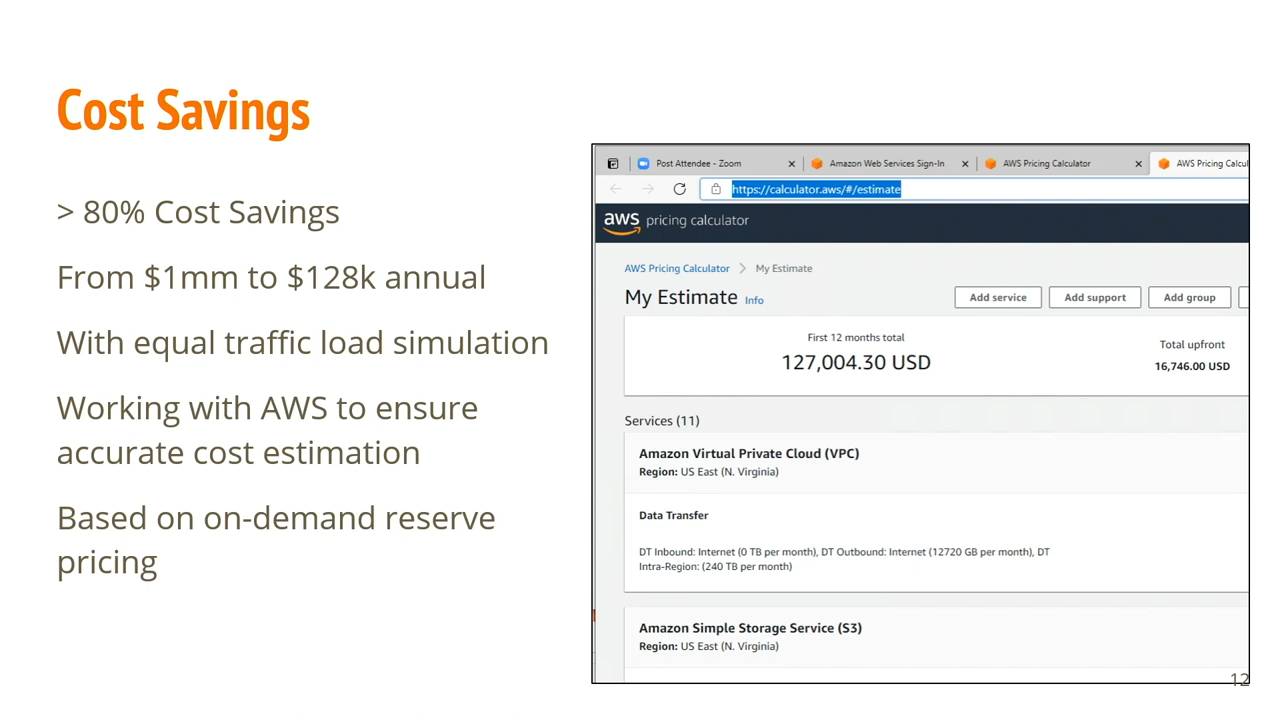 Cost Savings
> 80% Cost Savings
From $1mm to $128k annual
With equal traffic load simulation
Working with AWS to ensure
accurate cost estimation
Based on on-demand reserve
pricing
Post Attendee - Zoom
Amazon Web Services Sign-In
AWS Pricing Calculator
AWS Pricing Calcul
https://calculator.aws/#/estimate
aws pricing calculator
AWS Pricing Calculator > My Estimate
My Estimate Info
Add service
Add support
Add group
First 12 months total
127,004.30 USD
Total upfront
16,746.00 USD
Services (11)
Amazon Virtual Private Cloud (VPC)
Region: US East (N. Virginia)
Data Transfer
DT Inbound: Internet (0 TB per month), DT Outbound: Internet (12720 GB per month), DT
Intra-Region: (240 TB per month)
Amazon Simple Storage Service (S3)
Region: US East (N. Virginia)
12